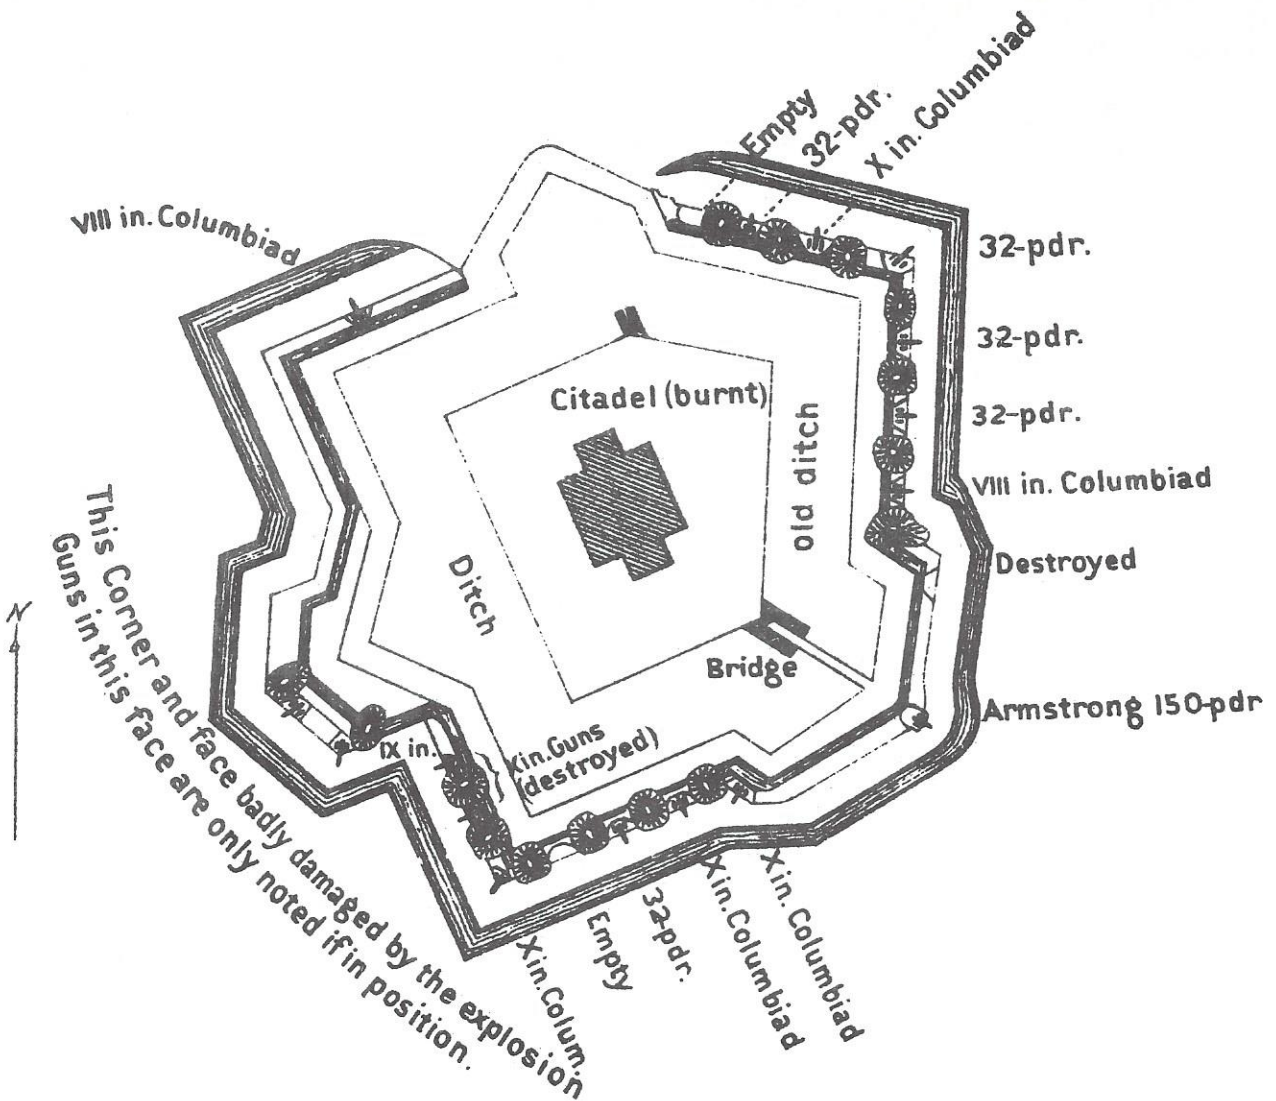 Empty
32-pdr.
X in. Columbiad
VIII in. Columbiad
32-pdr.
32-pdr.
32-pdr.
VIII in. Columbiad
Destroyed
Armstrong 150-pdr
Citadel (burnt)
old ditch
Ditch
Bridge
IX in.
X in. Guns
(destroyed)
X in. Colum.
Empty
32-pdr.
X in. Columbiad
X in. Columbiad
This Corner and face badly damaged by the explosion
Guns in this face are only noted if in position.
N